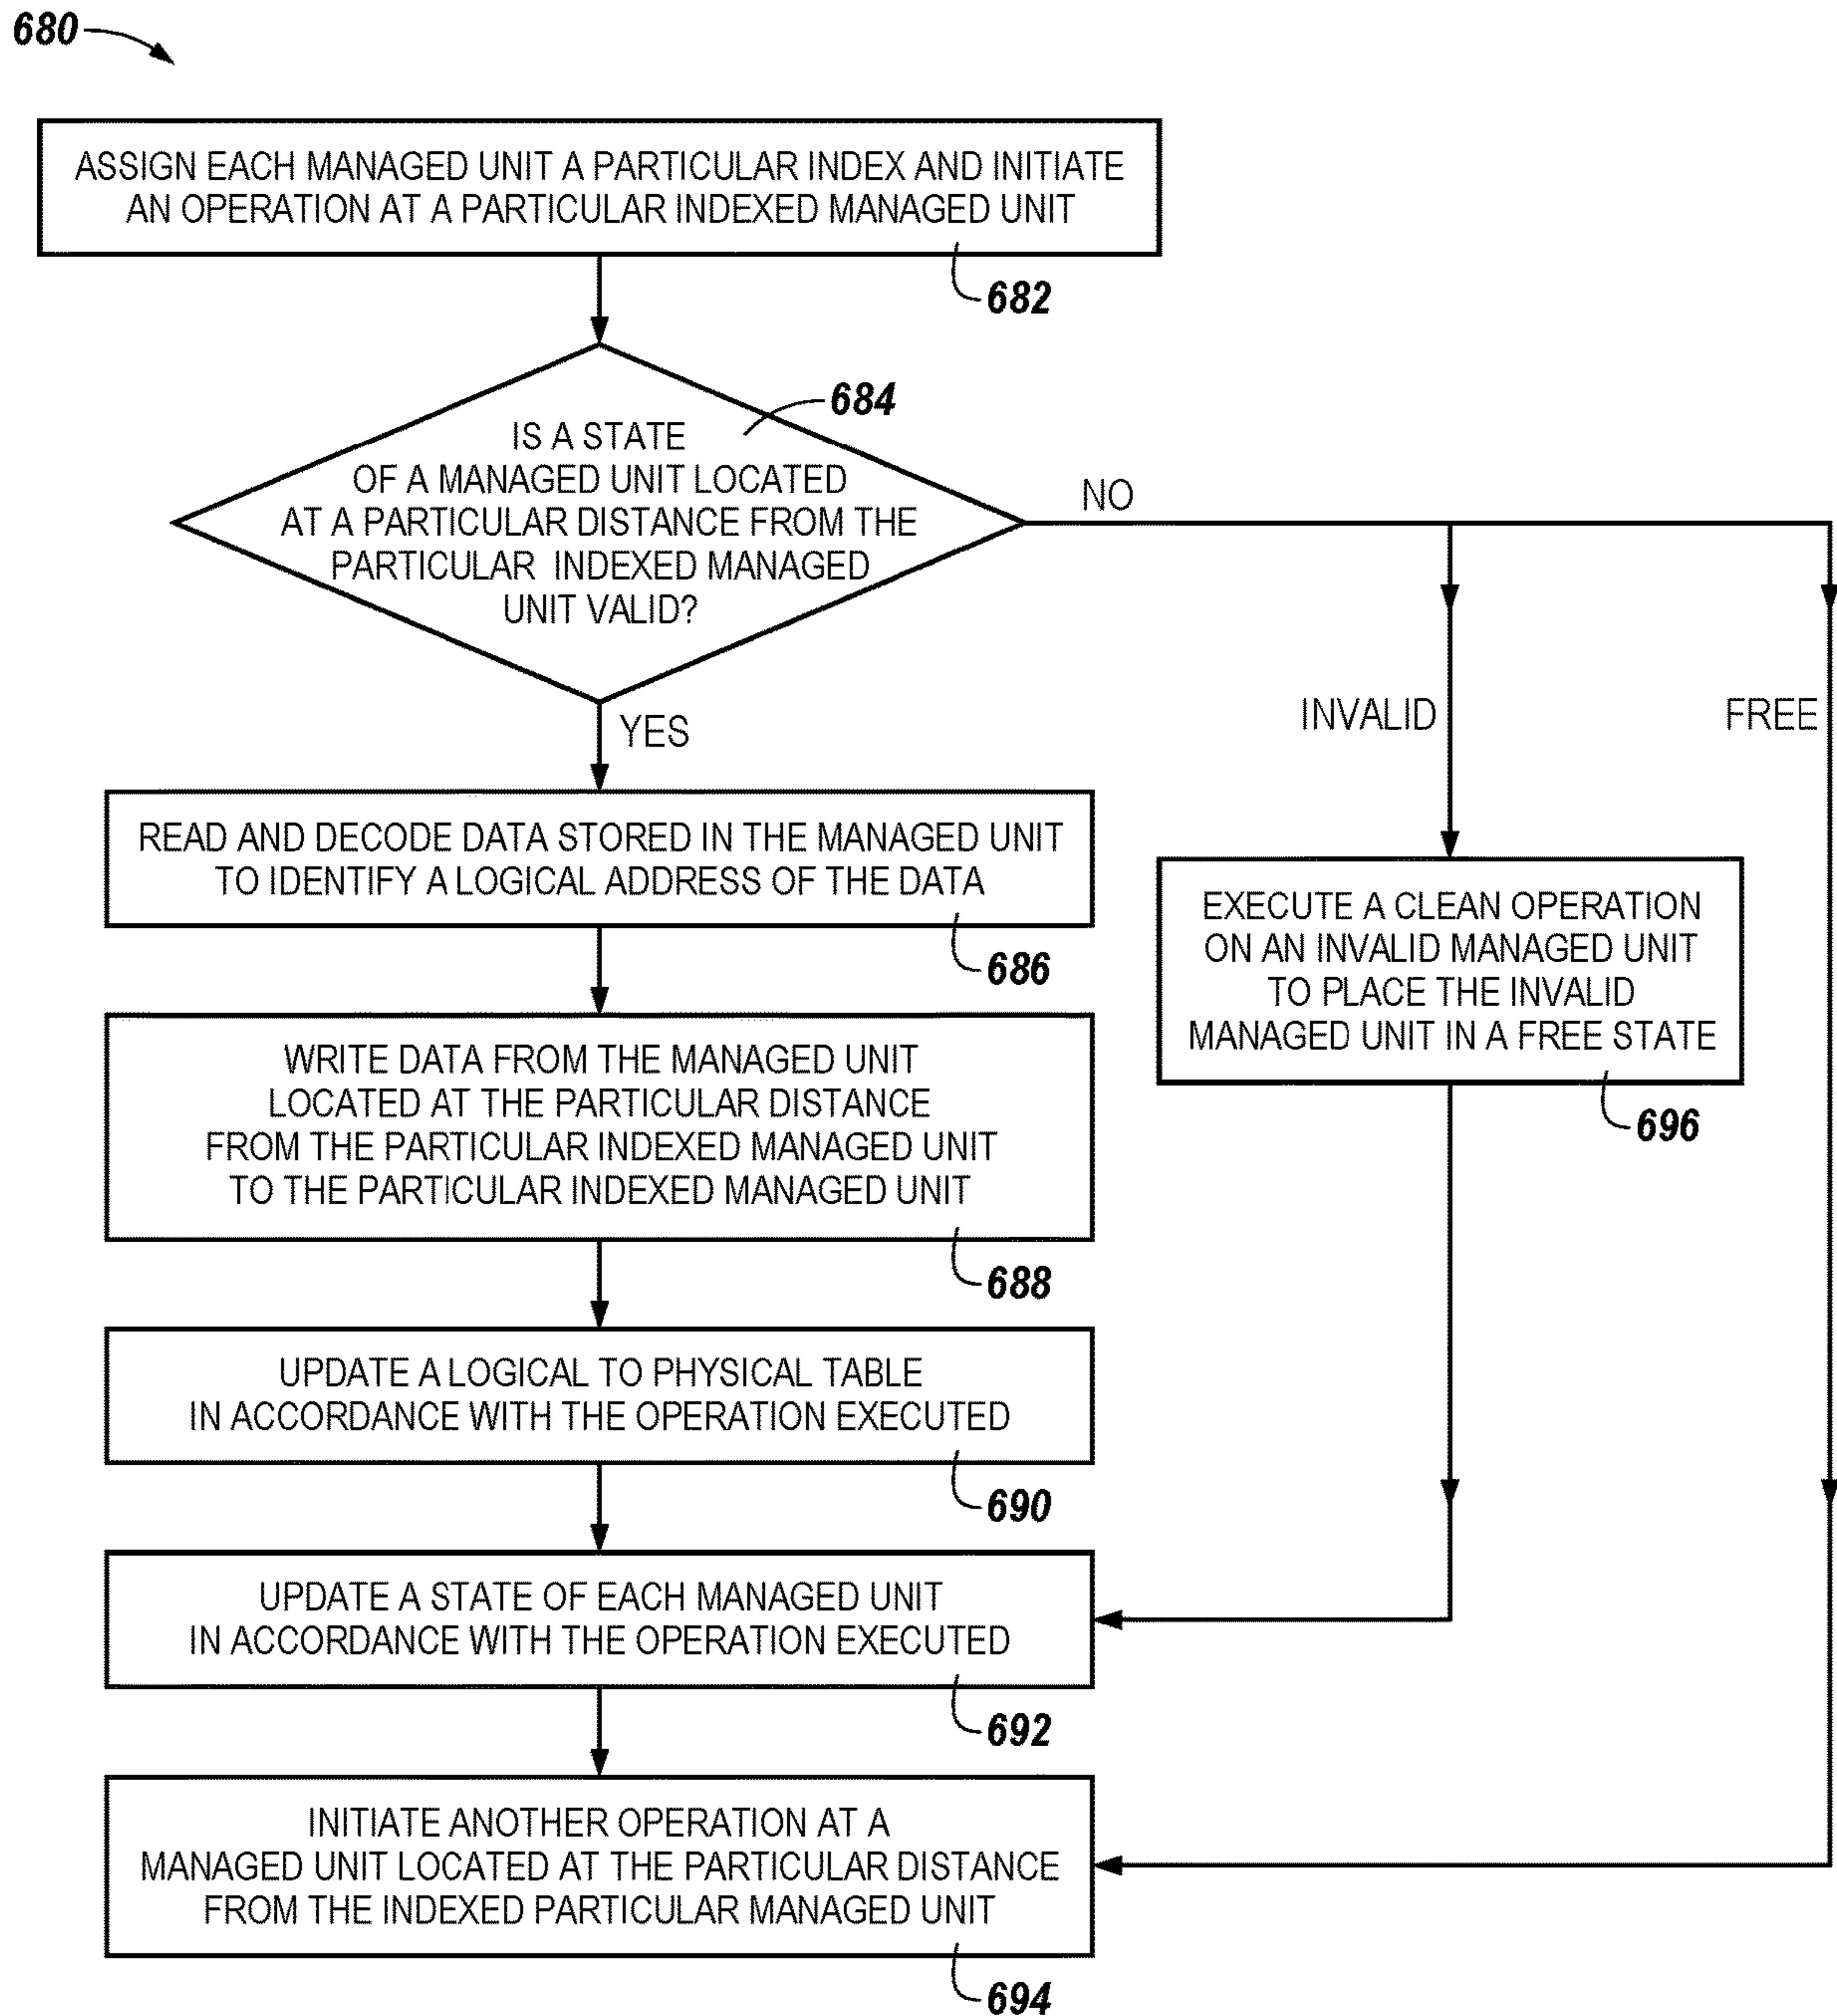 680
ASSIGN EACH MANAGED UNIT A PARTICULAR INDEX AND INITIATE
AN OPERATION AT A PARTICULAR INDEXED MANAGED UNIT
682
684
IS A STATE
OF A MANAGED UNIT LOCATED
AT A PARTICULAR DISTANCE FROM THE
PARTICULAR INDEXED MANAGED
UNIT VALID?
NO
YES
INVALID
FREE
READ AND DECODE DATA STORED IN THE MANAGED UNIT
TO IDENTIFY A LOGICAL ADDRESS OF THE DATA
686
EXECUTE A CLEAN OPERATION
ON AN INVALID MANAGED UNIT
TO PLACE THE INVALID
MANAGED UNIT IN A FREE STATE
696
WRITE DATA FROM THE MANAGED UNIT
LOCATED AT THE PARTICULAR DISTANCE
FROM THE PARTICULAR INDEXED MANAGED UNIT
TO THE PARTICULAR INDEXED MANAGED UNIT
688
UPDATE A LOGICAL TO PHYSICAL TABLE
IN ACCORDANCE WITH THE OPERATION EXECUTED
690
UPDATE A STATE OF EACH MANAGED UNIT
IN ACCORDANCE WITH THE OPERATION EXECUTED
692
INITIATE ANOTHER OPERATION AT A
MANAGED UNIT LOCATED AT THE PARTICULAR DISTANCE
FROM THE INDEXED PARTICULAR MANAGED UNIT
694